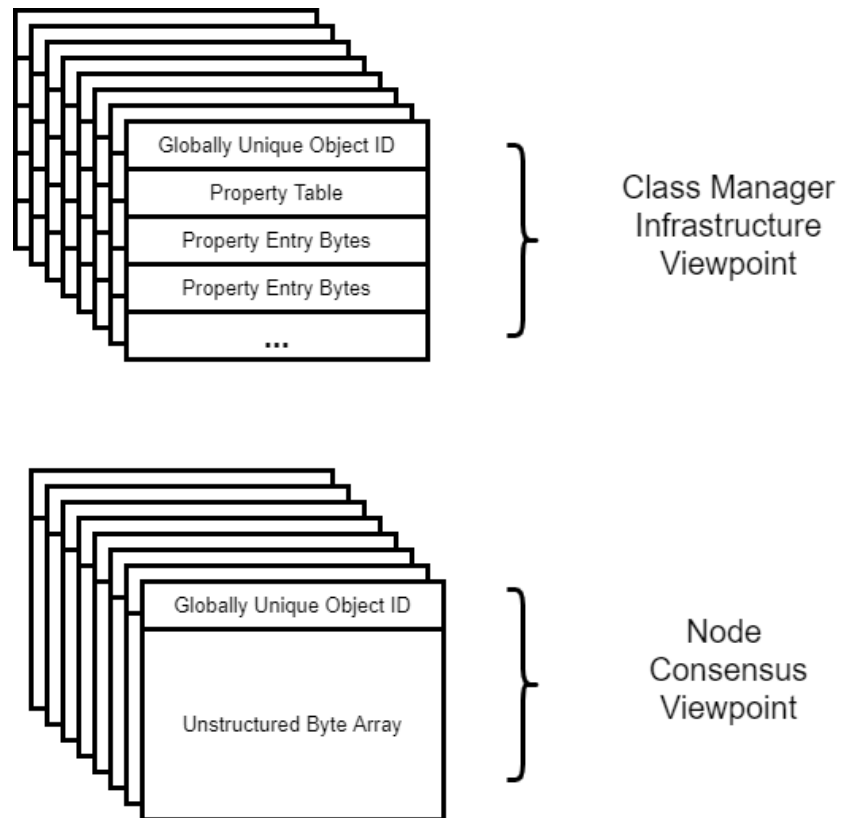 Globally Unique Object ID
Property Table
Property Entry Bytes
Property Entry Bytes
...
Class Manager
Infrastructure
Viewpoint
Globally Unique Object ID
Unstructured Byte Array
Node
Consensus
Viewpoint